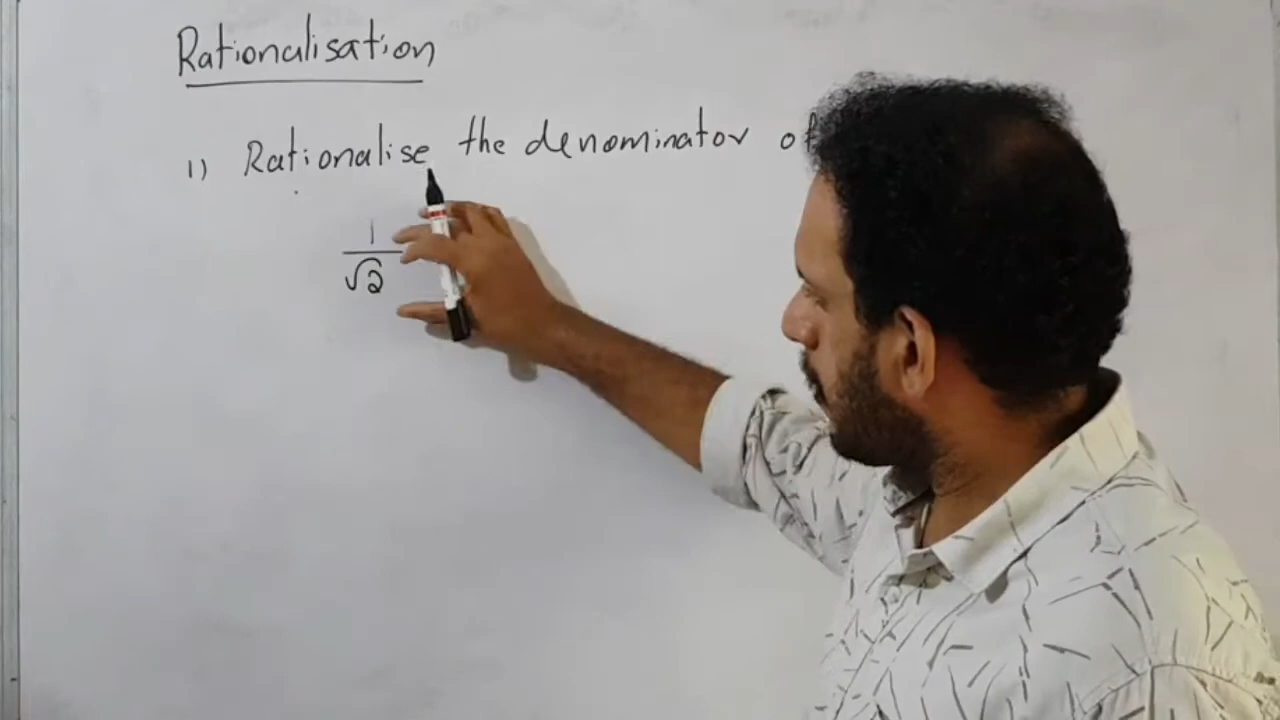 Rationalisation
1) Rationalise the denominator of
1
√2